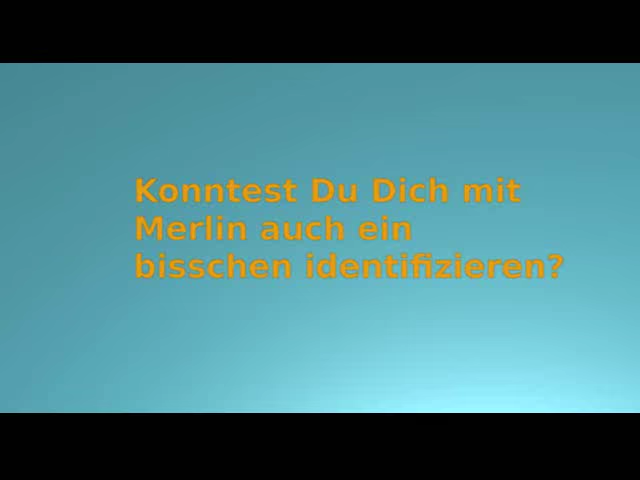 Konntest Du Dich mit
Merlin auch ein
bisschen identifizieren?